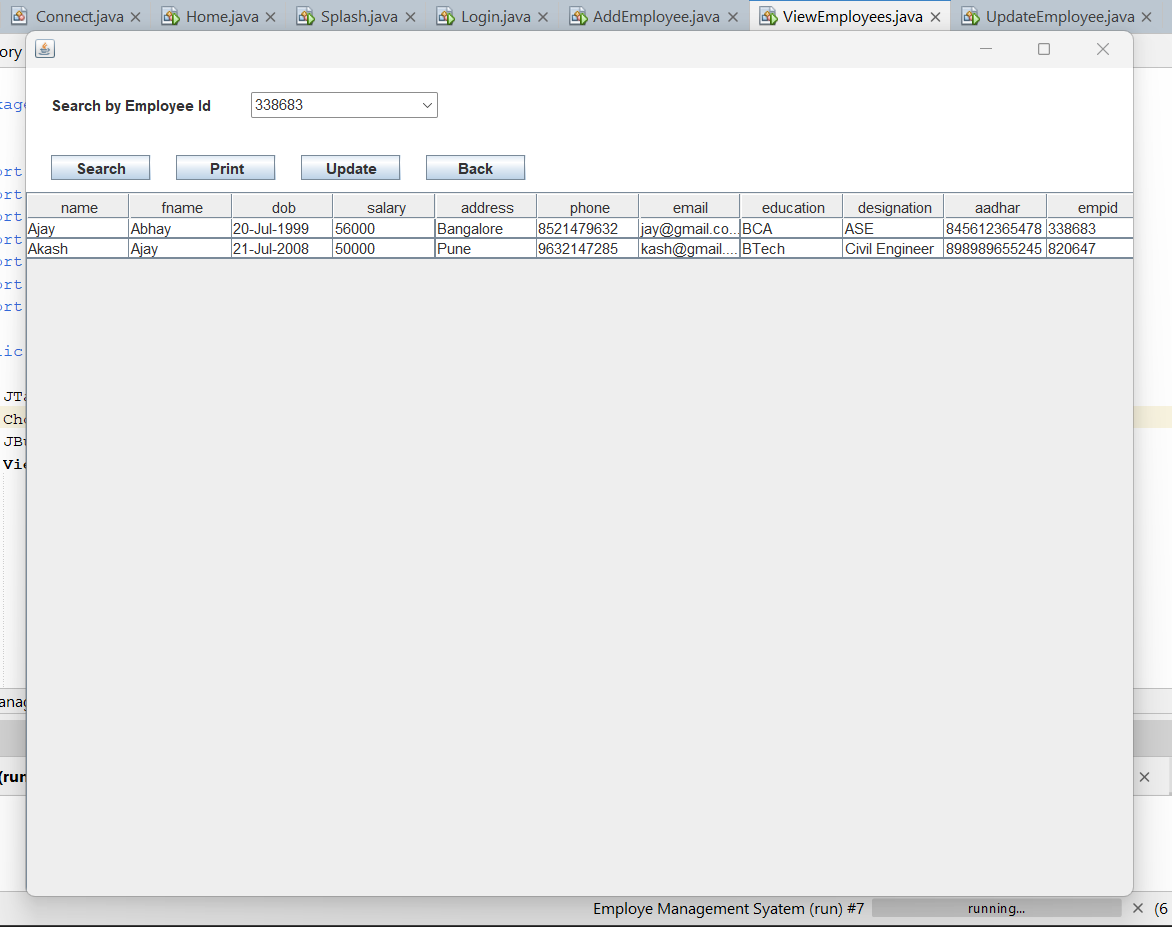 Connect.java Home.java Splash.java Login.java AddEmployee.java ViewEmployees.java UpdateEmployee.java
ory
Search by Employee Id 338683
Search Print Update Back
name fname dob salary address phone email education designation aadhar empid
Ajay Abhay 20-Jul-1999 56000 Bangalore 8521479632 jay@gmail.co... BCA ASE 845612365478 338683
Akash Ajay 21-Jul-2008 50000 Pune 9632147285 kash@gmail.... BTech Civil Engineer 898989655245 820647
kage
ort
ort
ort
ort
ort
ort
ort
lic
JTa
Cho
JBu
Vie
anag
(run
Employe Management Syatem (run) #7 running... (6